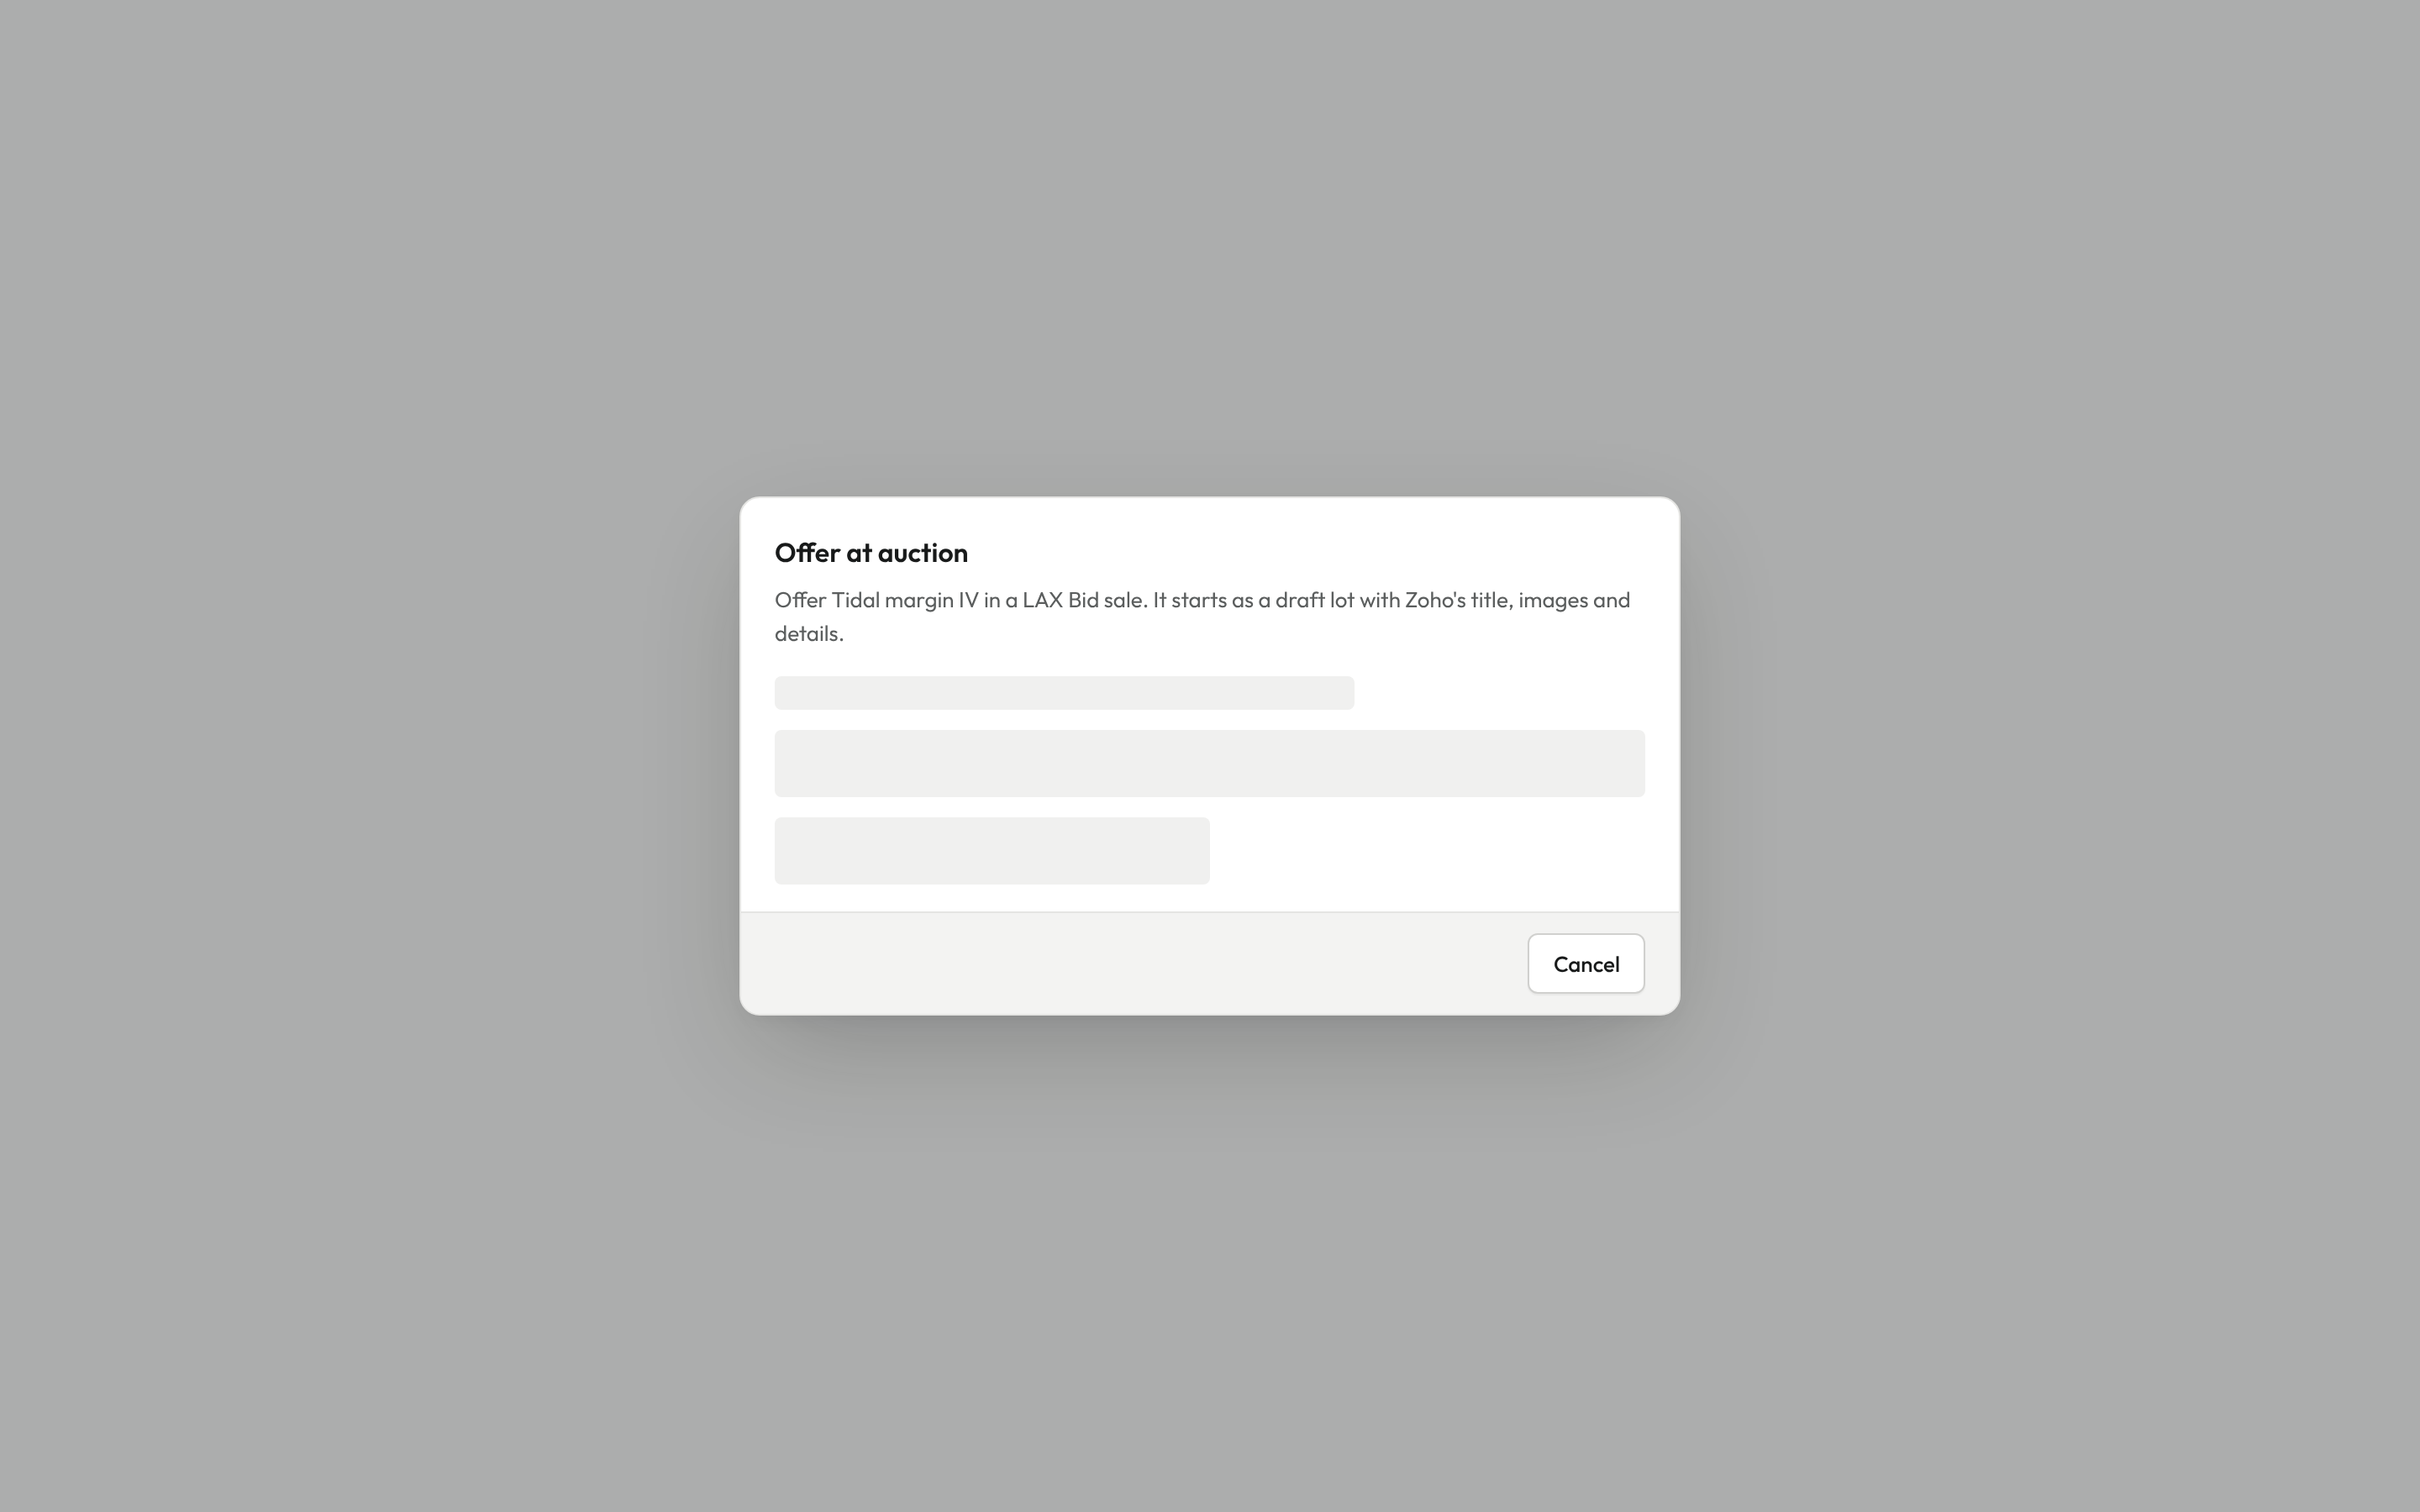 Offer at auction
Offer Tidal margin IV in a LAX Bid sale. It starts as a draft lot with Zoho's title, images and
details.
Cancel